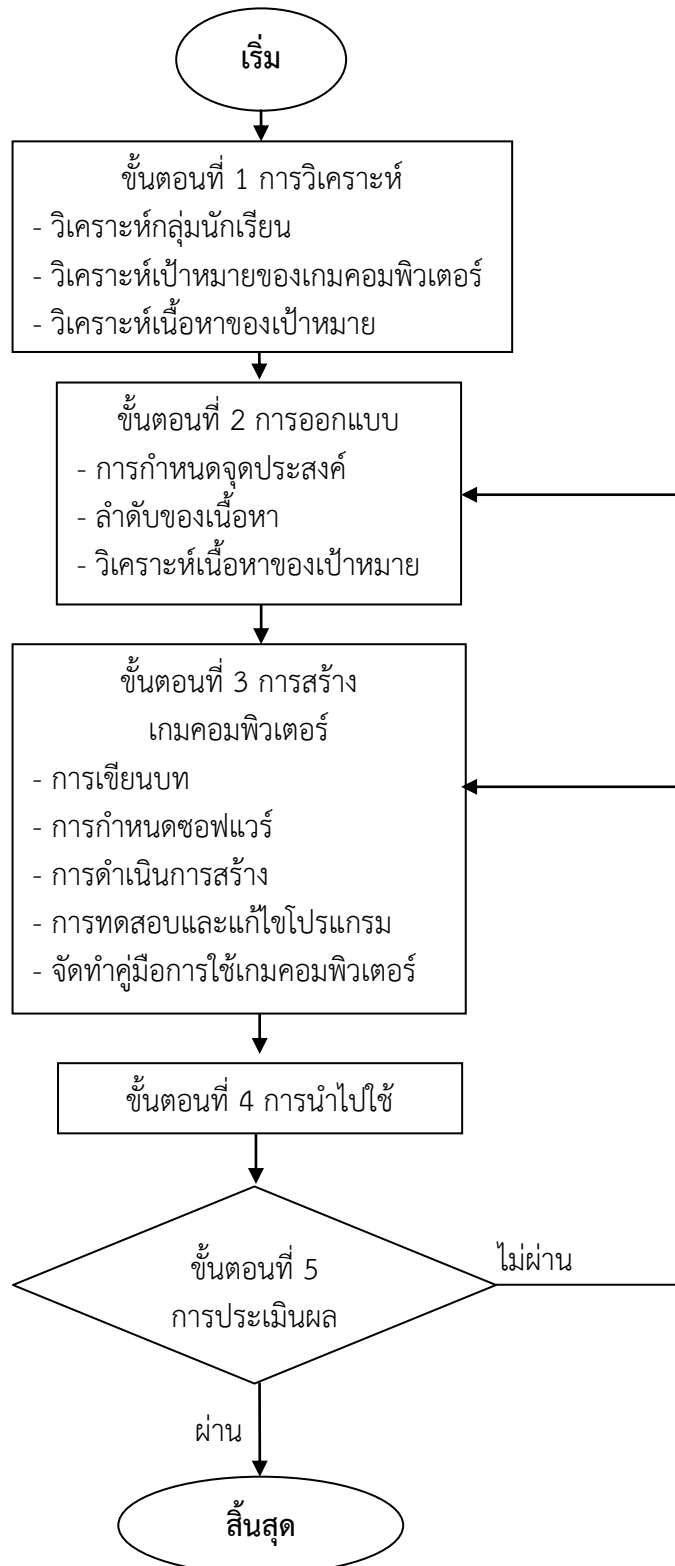 เริ่ม
ขั้นตอนที่ 1 การวิเคราะห์
- วิเคราะห์กลุ่มนักเรียน
- วิเคราะห์เป้าหมายของเกมคอมพิวเตอร์
- วิเคราะห์เนื้อหาของเป้าหมาย
ขั้นตอนที่ 2 การออกแบบ
- การกำหนดจุดประสงค์
- ลำดับของเนื้อหา
- วิเคราะห์เนื้อหาของเป้าหมาย
ขั้นตอนที่ 3 การสร้าง
เกมคอมพิวเตอร์
- การเขียนบท
- การกำหนดซอฟแวร์
- การดำเนินการสร้าง
- การทดสอบและแก้ไขโปรแกรม
- จัดทำคู่มือการใช้เกมคอมพิวเตอร์
ขั้นตอนที่ 4 การนำไปใช้
ขั้นตอนที่ 5
การประเมินผล
ไม่ผ่าน
ผ่าน
สิ้นสุด